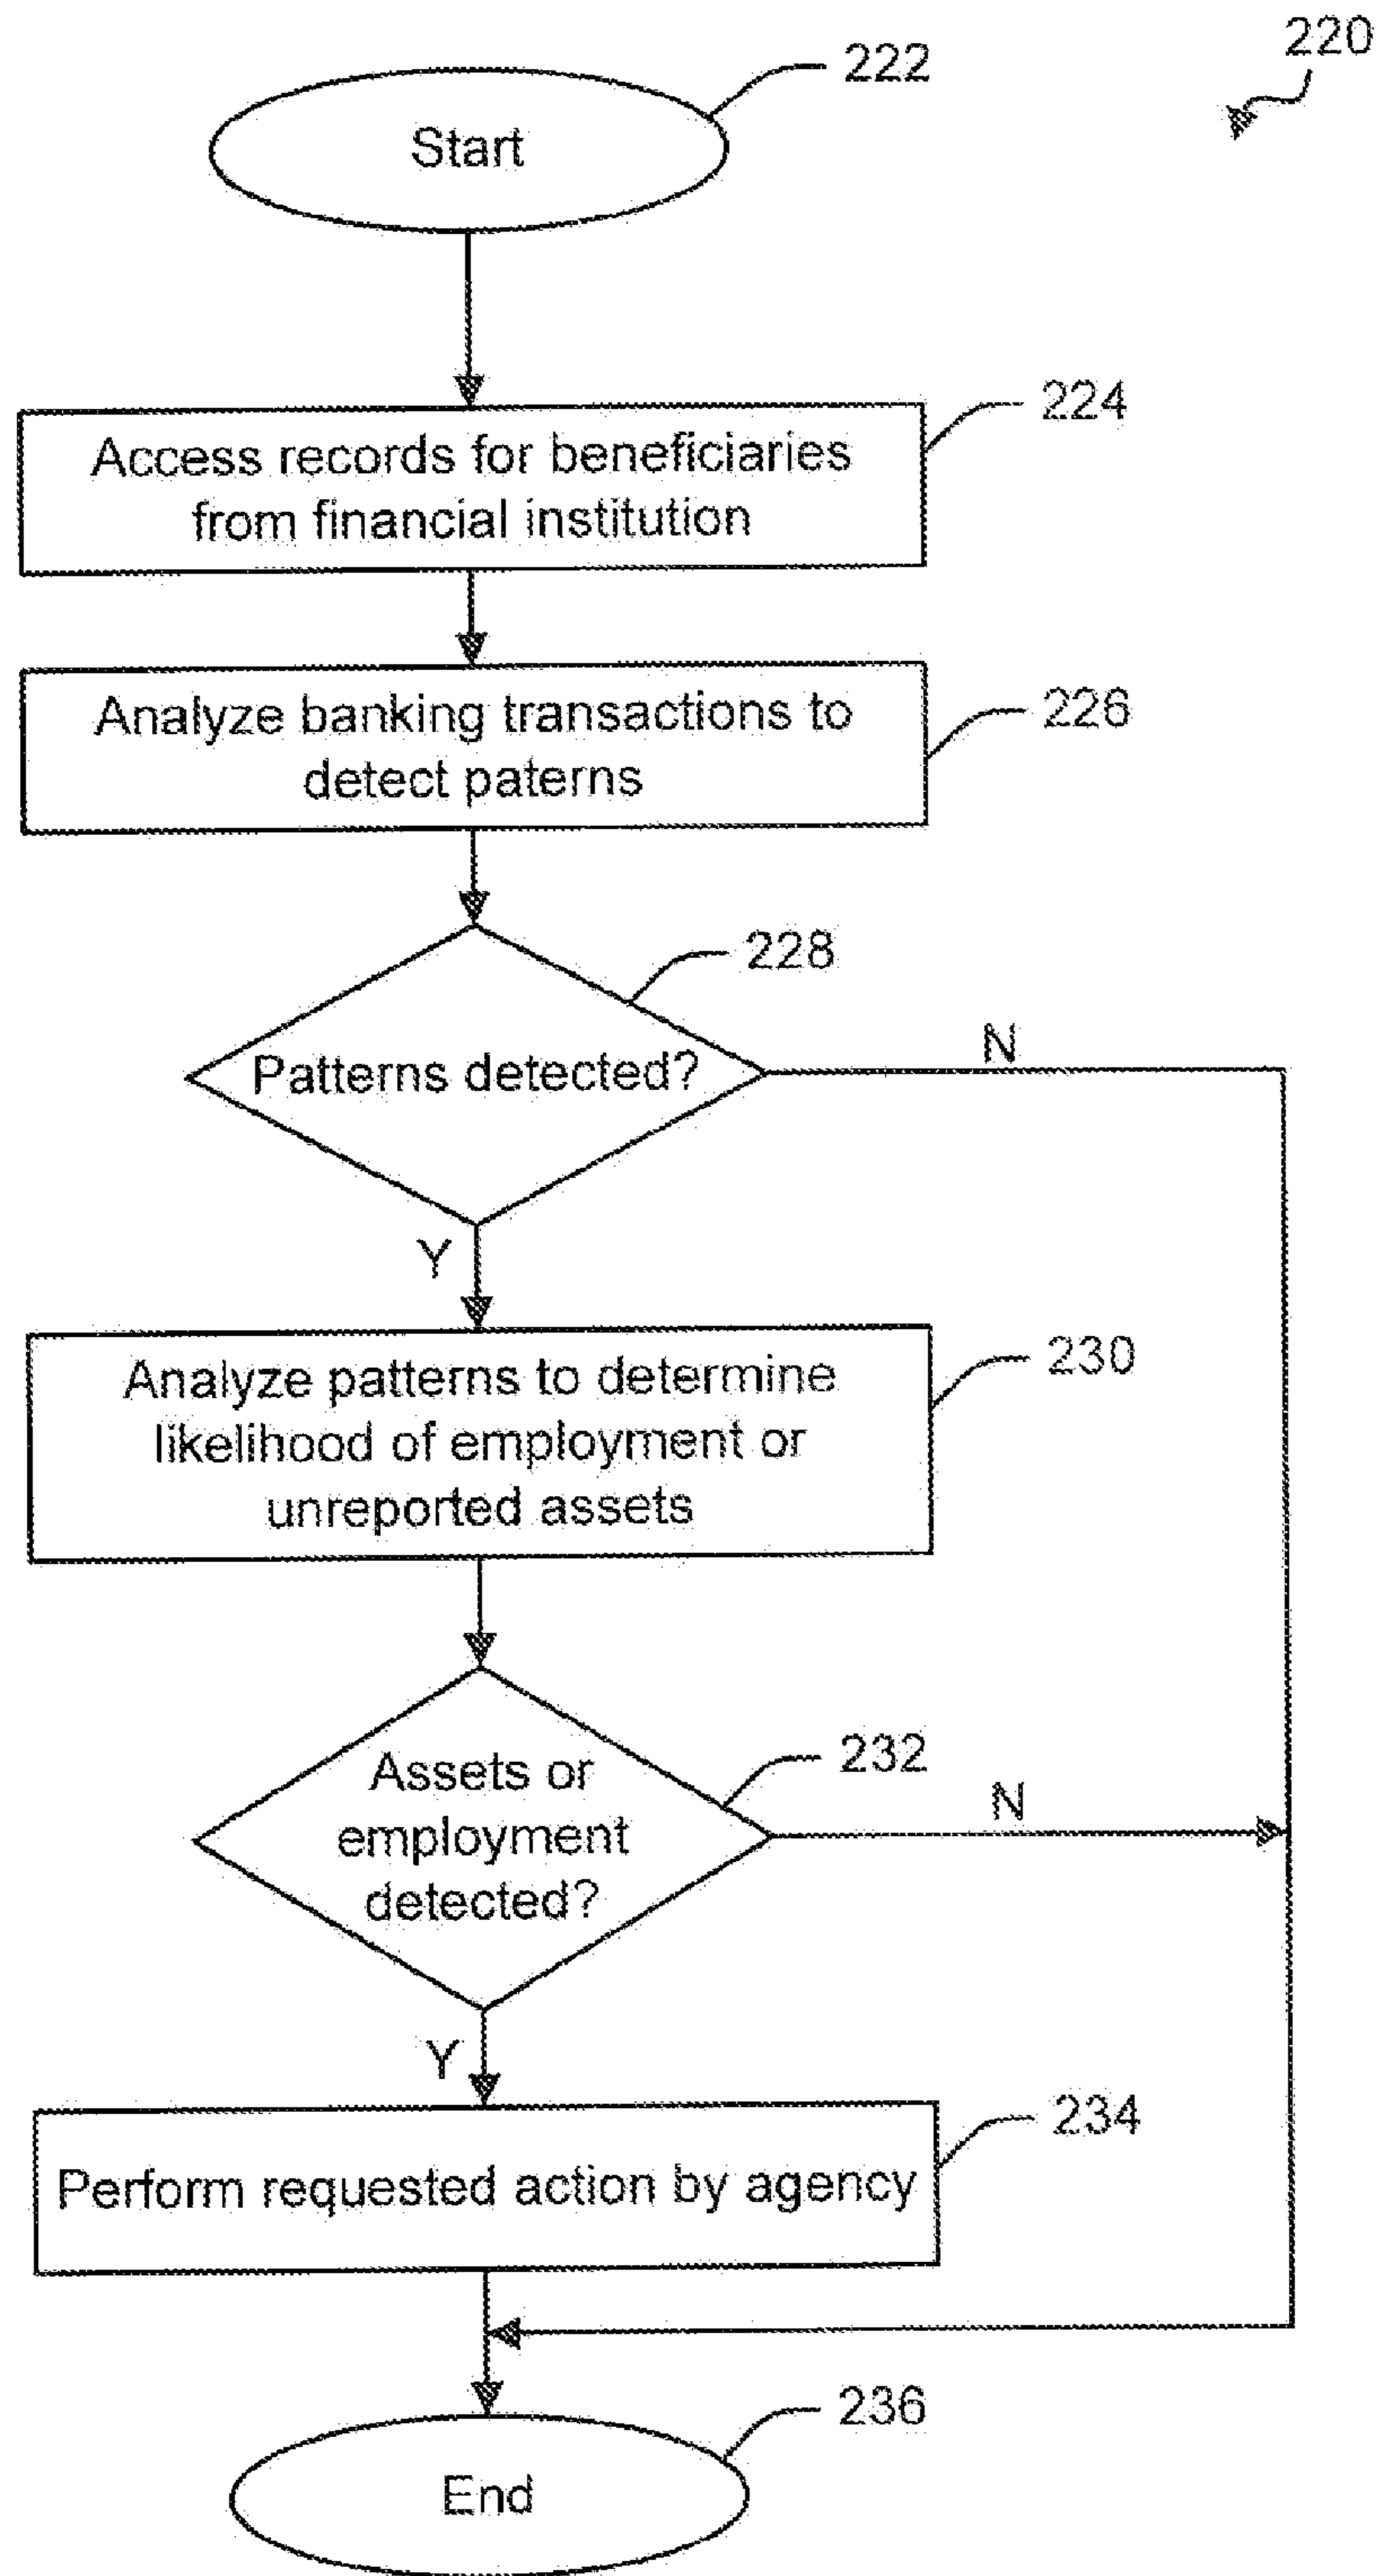 220
222
Start
224
Access records for beneficiaries
from financial institution
226
Analyze banking transactions to
detect paterns
228
Patterns detected?
N
Y
230
Analyze patterns to determine
likelihood of employment or
unreported assets
232
Assets or
employment
detected?
N
Y
234
Perform requested action by agency
236
End